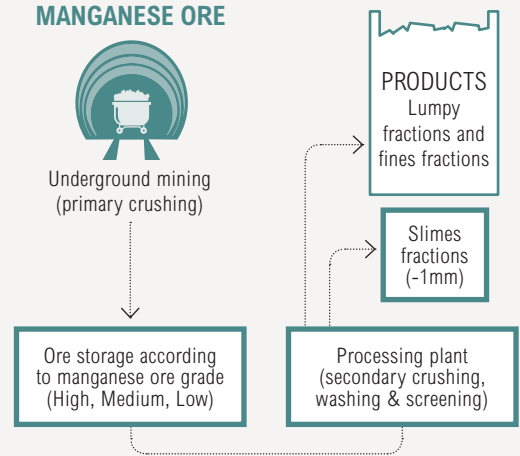 MANGANESE ORE
Underground mining
(primary crushing)
Ore storage according
to manganese ore grade
(High, Medium, Low)
Processing plant
(secondary crushing,
washing & screening)
Slimes
fractions
(-1mm)
PRODUCTS
Lumpy
fractions and
fines fractions